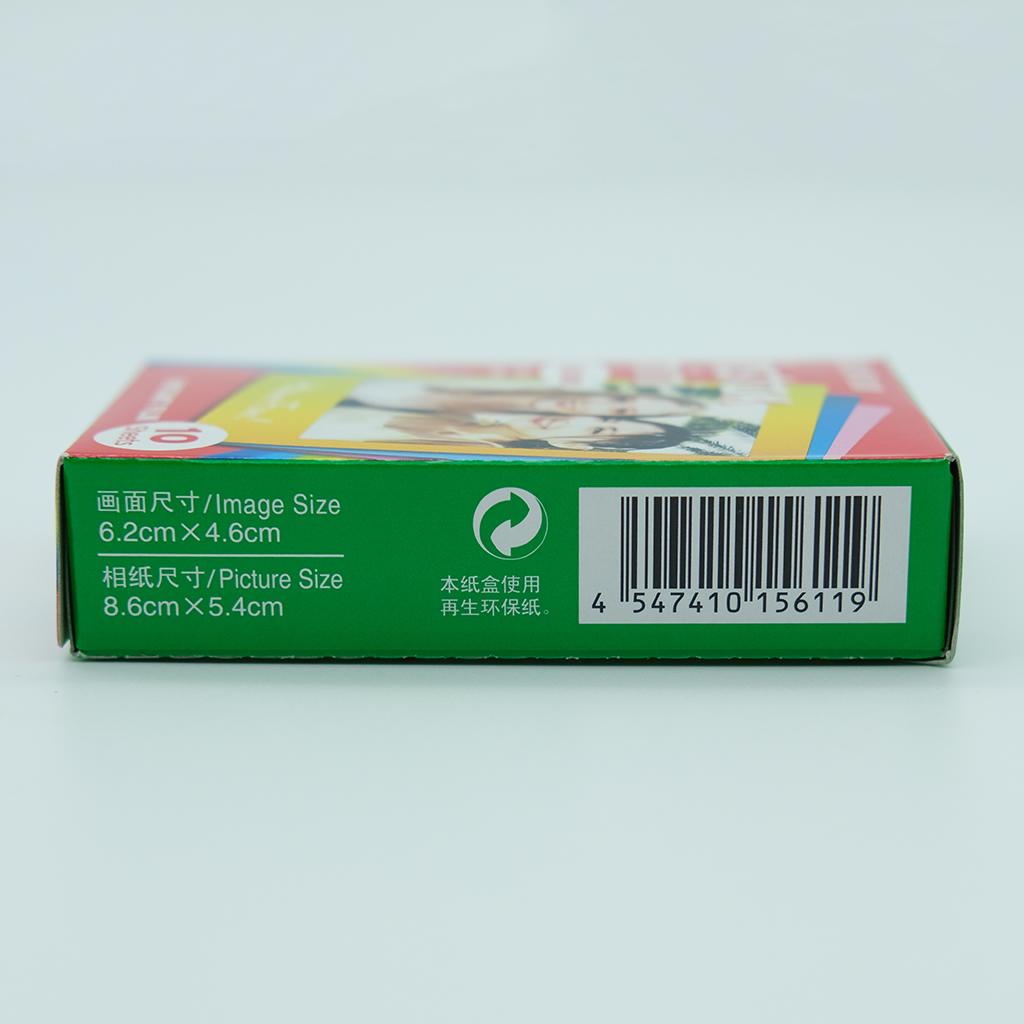 10
Sheets
画面尺寸/Image Size
6.2cm×4.6cm
相纸尺寸/Picture Size
8.6cm×5.4cm
本纸盒使用
再生环保纸。
4 547410 156119